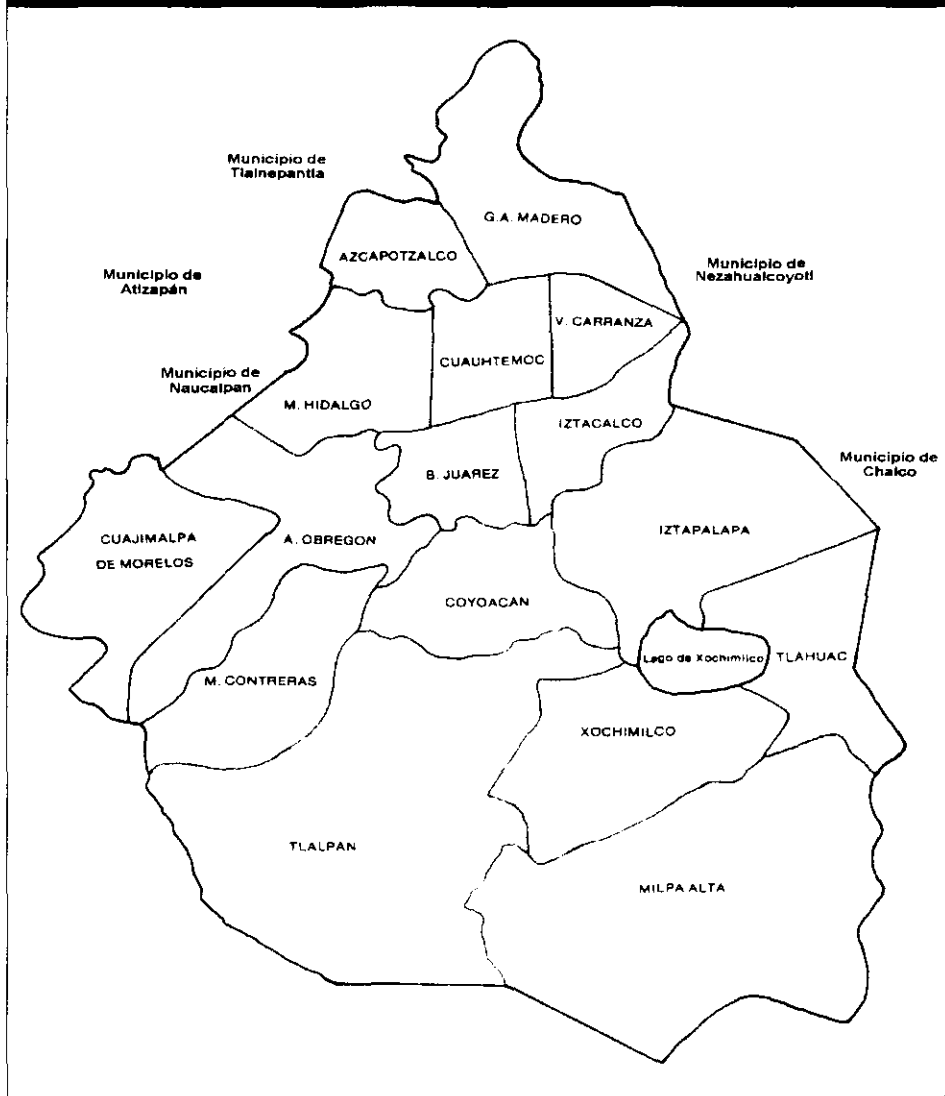 Municipio de
Tlalnepantla
G.A. MADERO
AZCAPOTZALCO
Municipio de
Atizapán
Municipio de
Nezahualcoyotl
V. CARRANZA
CUAUHTEMOC
Municipio de
Naucalpan
M. HIDALGO
IZTACALCO
B. JUAREZ
Municipio de
Chalco
IZTAPALAPA
CUAJIMALPA
DE MORELOS
A. OBREGON
COYOACAN
Lago de Xochimilco
TLAHUAC
M. CONTRERAS
XOCHIMILCO
TLALPAN
MILPA ALTA